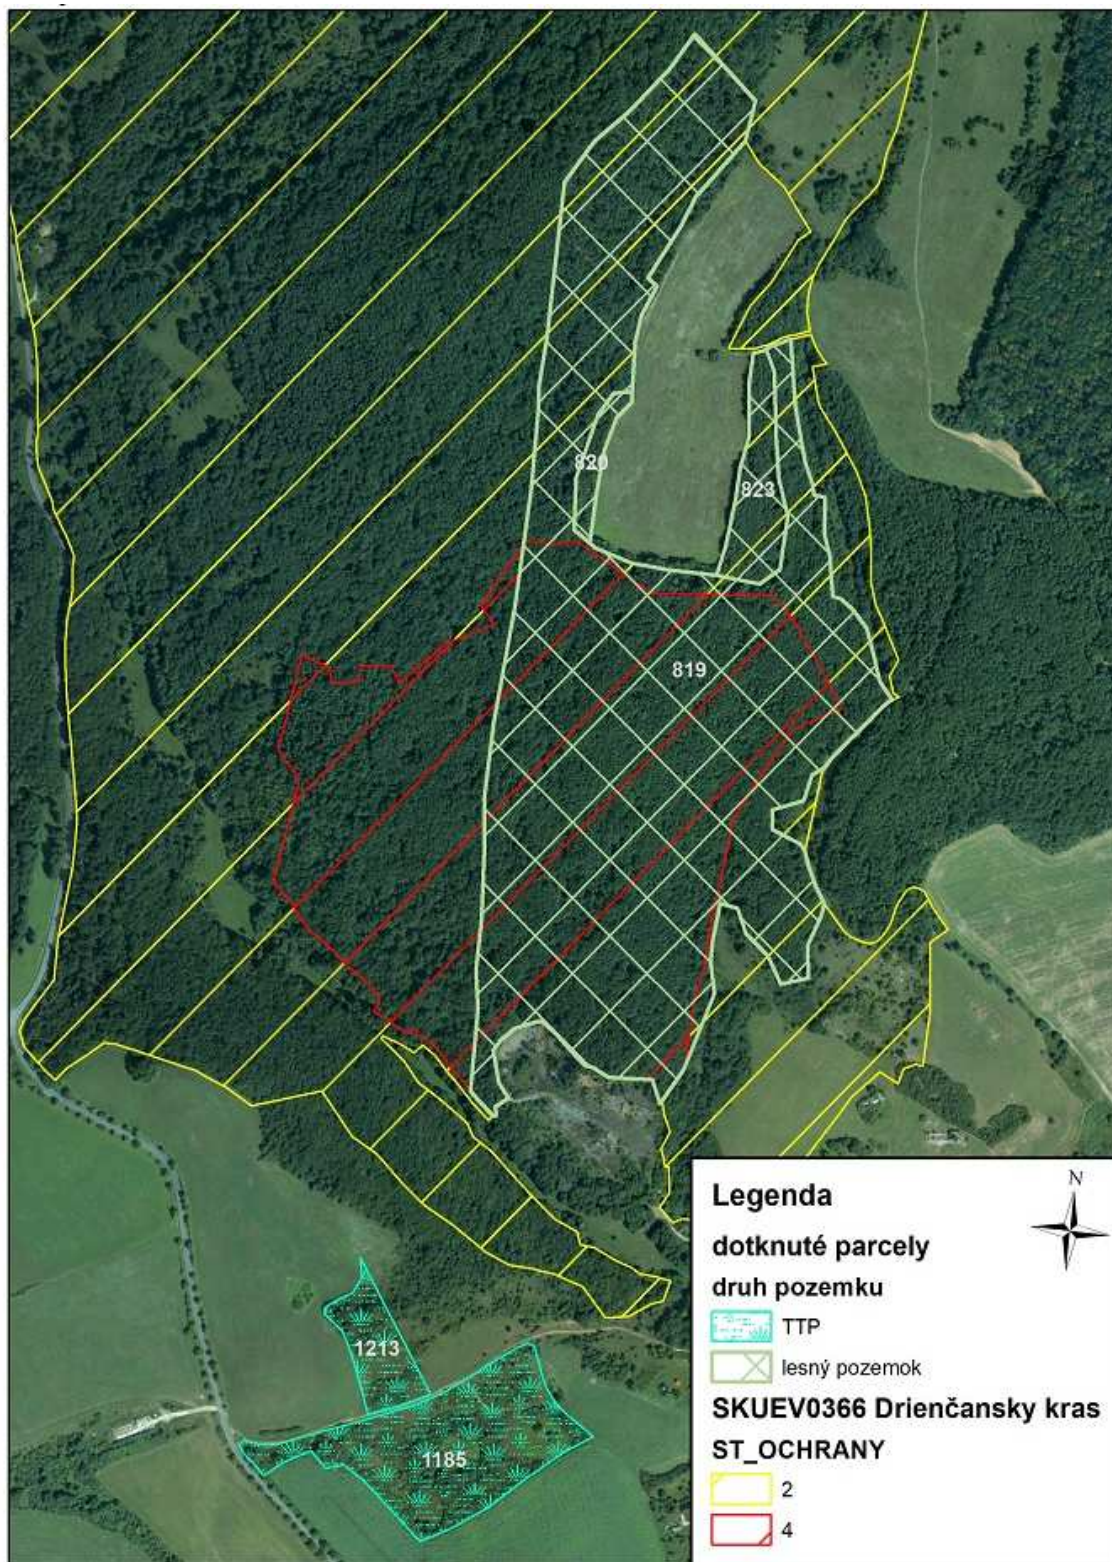 820
823
819
1213
1185
N
Legenda
dotknuté parcely
druh pozemku
TTP
lesný pozemok
SKUEV0366 Drienčansky kras
ST_OCHRANY
2
4